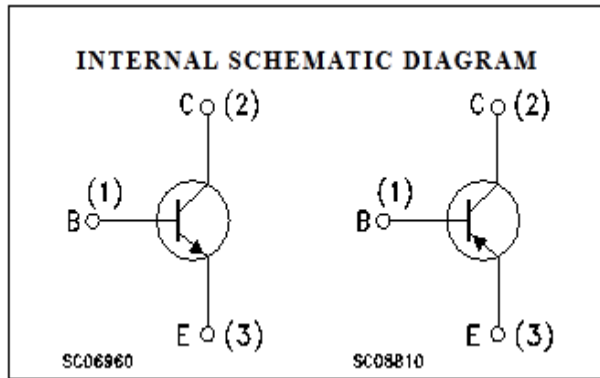 INTERNAL SCHEMATIC DIAGRAM
C (2) C (2)
(1) (1)
B B
E (3) E (3)
SC06960 SC08810